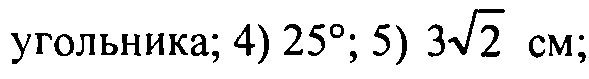 угольника; 4) 25°; 5) 3√2 см;